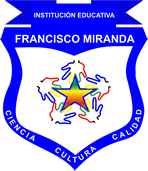 INSTITUCIÓN EDUCATIVA
FRANCISCO MIRANDA
CIENCIA CULTURA CALIDAD